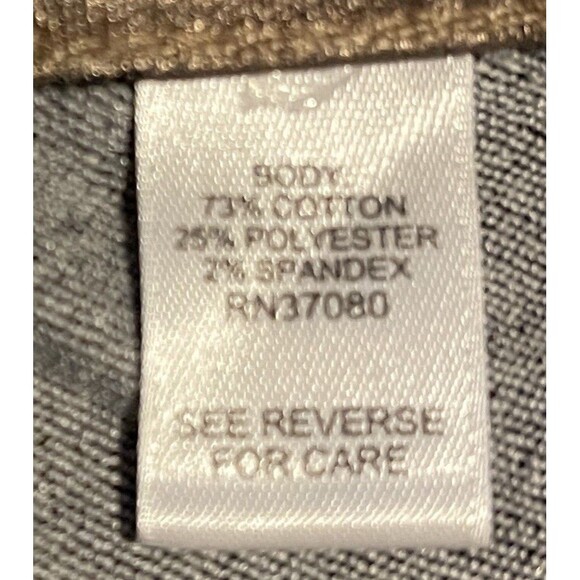 BODY:
73% COTTON
25% POLYESTER
2% SPANDEX
RN37080
SEE REVERSE
FOR CARE